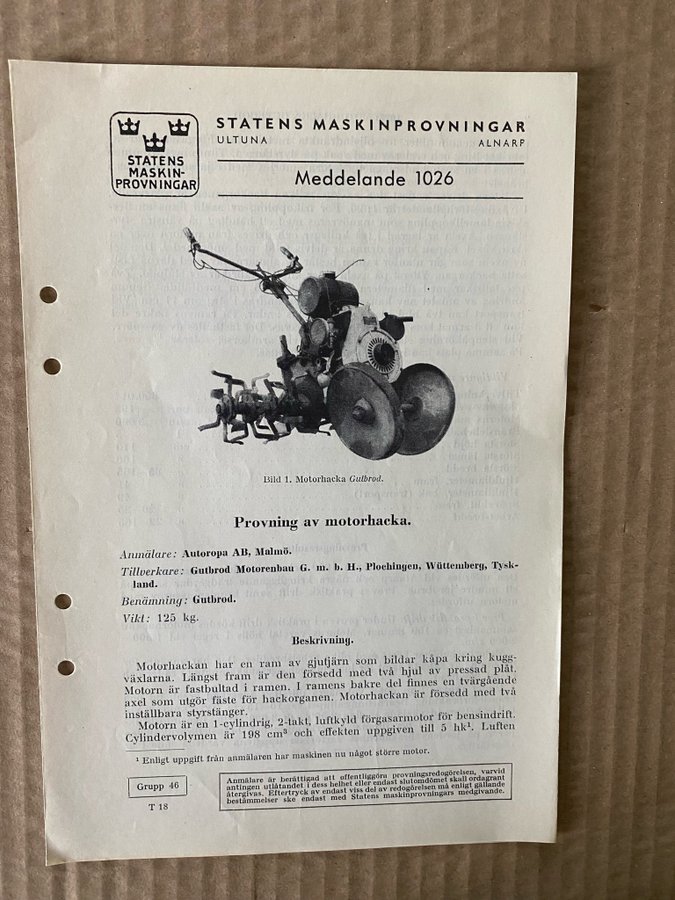 STATENS
MASKIN-
PROVNINGAR
STATENS MASKINPROVNINGAR
ULTUNA ALNARP
Meddelande 1026
Bild 1. Motorhacka Gutbrod.
Provning av motorhacka.
Anmälare: Autoropa AB, Malmö.
Tillverkare: Gutbrod Motorenbau G. m. b. H., Plochingen, Wüttemberg, Tysk-
land.
Benämning: Gutbrod.
Vikt: 125 kg.
Beskrivning.
Motorhackan har en ram av gjutjärn som bildar kåpa kring kugg-
växlarna. Längst fram är den försedd med två hjul av pressad plåt.
Motorn är fastbultad i ramen. I ramens bakre del finnes en tvärgående
axel som utgör fäste för hackorganen. Motorhackan är försedd med två
inställbara styrstänger.
Motorn är en 1-cylindrig, 2-takt, luftkyld förgasarmotor för bensindrift.
Cylindervolymen är 198 cm³ och effekten uppgiven till 5 hk¹. Luften
¹ Enligt uppgift från anmälaren har maskinen nu något större motor.
Grupp 46
T 18
Anmälare är berättigad att offentliggöra provningsredogörelsen, varvid
antingen utlåtandet i dess helhet eller endast slutomdömet skall ordagrant
återgivas. Eftertryck av endast viss del av redogörelsen må enligt gällande
bestämmelser ske endast med Statens maskinprovningars medgivande.